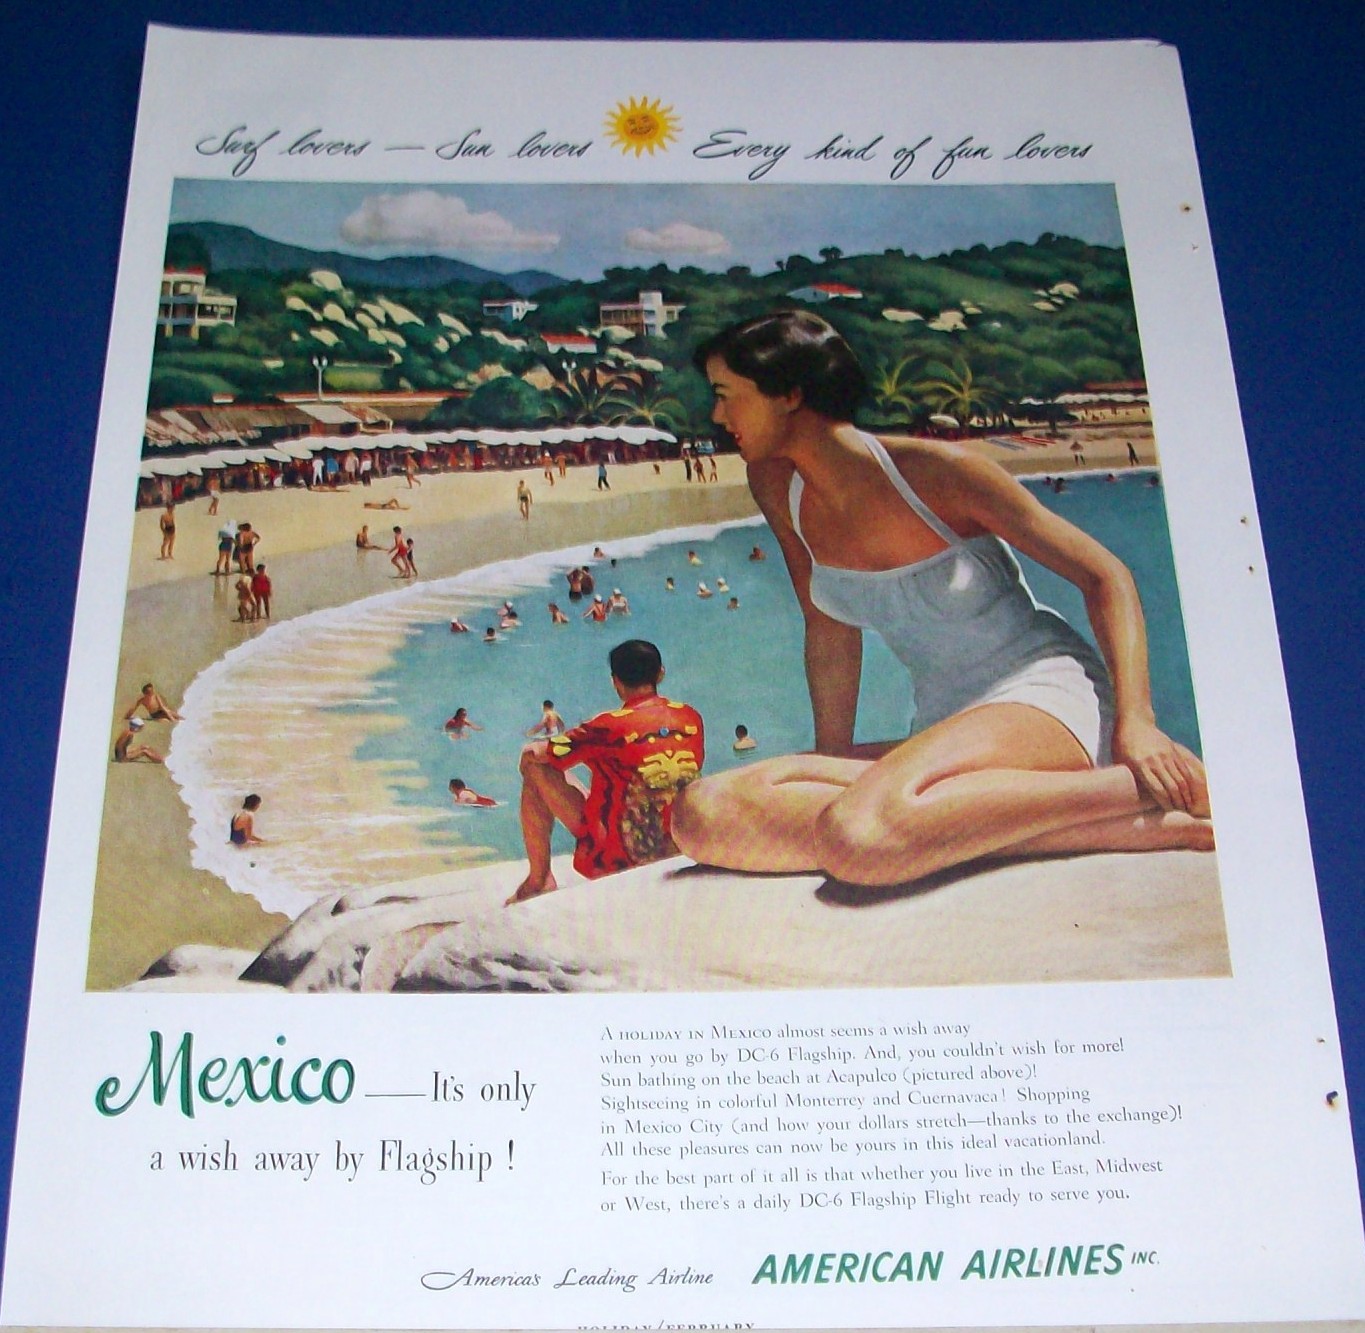 Surf lovers — Sun lovers Every kind of fun lovers
Mexico — It's only
a wish away by Flagship !
A HOLIDAY IN MEXICO almost seems a wish away
when you go by DC-6 Flagship. And, you couldn't wish for more!
Sun bathing on the beach at Acapulco (pictured above)!
Sightseeing in colorful Monterrey and Cuernavaca! Shopping
in Mexico City (and how your dollars stretch—thanks to the exchange)!
All these pleasures can now be yours in this ideal vacationland.
For the best part of it all is that whether you live in the East, Midwest
or West, there's a daily DC-6 Flagship Flight ready to serve you.
America's Leading Airline AMERICAN AIRLINES INC.
HOLIDAY/FEBRUARY